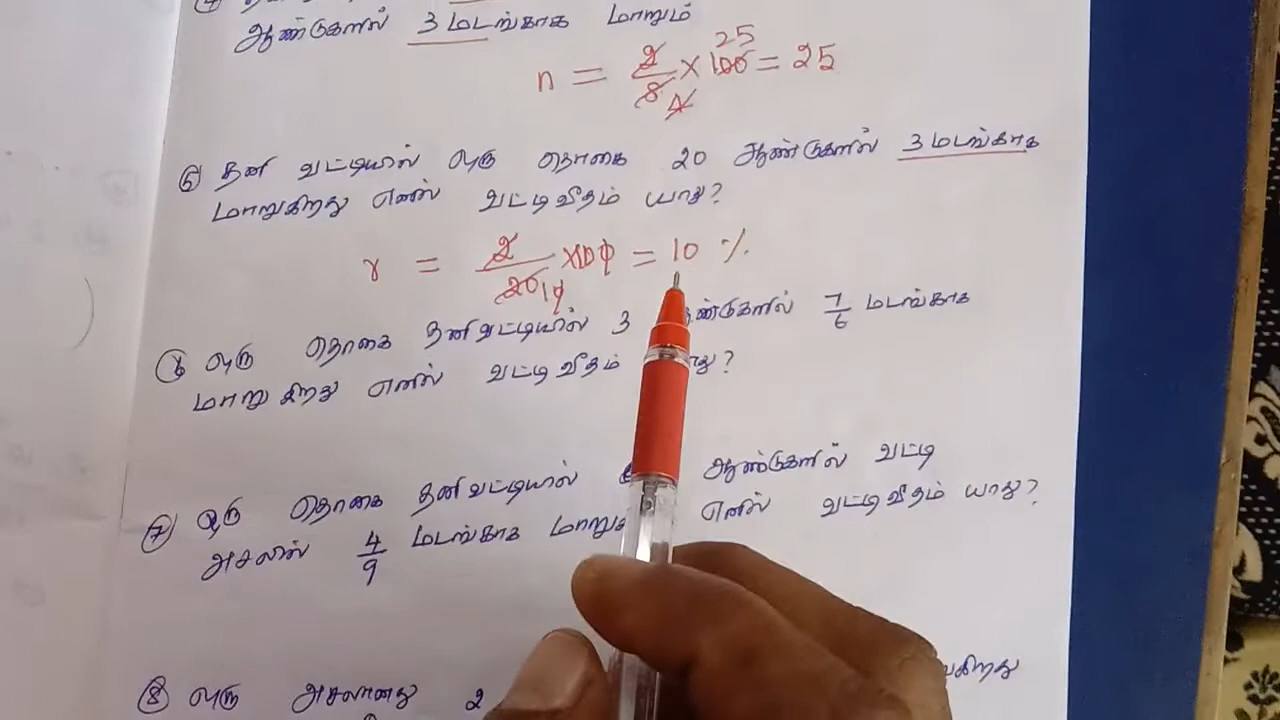 ஆண்டுகளில் 3 மடங்காக மாறும்
n = 2/8 × 100 = 25
25
4
5) தனி வட்டியில் ஒரு தொகை 20 ஆண்டுகளில் 3 மடங்காக
மாறுகிறது எனில் வட்டி வீதம் யாது?
r = 2/20 × 100 = 10 %
10
6) ஒரு தொகை தனிவட்டியில் 3 ஆண்டுகளில் 7/6 மடங்காக
மாறுகிறது எனில் வட்டி வீதம்
7) ஒரு தொகை தனிவட்டியில் ஆண்டுகளில் வட்டி
அசலில் 4/9 மடங்காக எனில் வட்டிவீதம் யாது?
8) ஒரு அசலானது 2